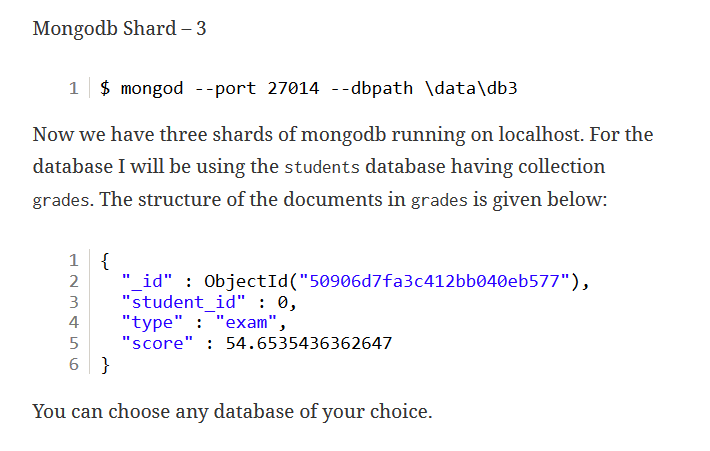 Mongodb Shard – 3
1 $ mongod --port 27014 --dbpath \data\db3
Now we have three shards of mongodb running on localhost. For the
database I will be using the students database having collection
grades. The structure of the documents in grades is given below:
1 {
2 "_id" : ObjectId("50906d7fa3c412bb040eb577"),
3 "student_id" : 0,
4 "type" : "exam",
5 "score" : 54.6535436362647
6 }
You can choose any database of your choice.